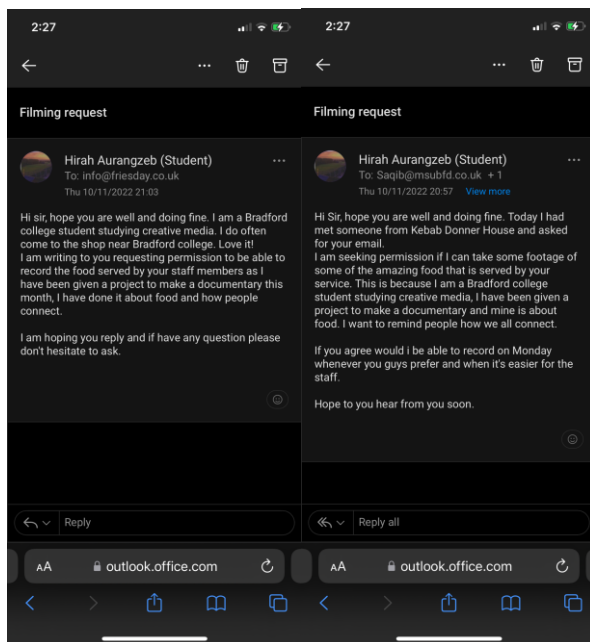 2:27
Filming request
Hirah Aurangzeb (Student)
To: info@friesday.co.uk
Thu 10/11/2022 21:03
Hi sir, hope you are well and doing fine. I am a Bradford
college student studying creative media. I do often
come to the shop near Bradford college. Love it!
I am writing to you requesting permission to be able to
record the food served by your staff members as I
have been given a project to make a documentary this
month, I have done it about food and how people
connect.
I am hoping you reply and if have any question please
don't hesitate to ask.
Reply
AA
outlook.office.com
2:27
Filming request
Hirah Aurangzeb (Student)
To: Saqib@msubfd.co.uk + 1
Thu 10/11/2022 20:57 View more
Hi Sir, hope you are well and doing fine. Today I had
met someone from Kebab Donner House and asked
for your email.
I am seeking permission if I can take some footage of
some of the amazing food that is served by your
service. This is because I am a Bradford college
student studying creative media, I have been given a
project to make a documentary and mine is about
food. I want to remind people how we all connect.
If you agree would i be able to record on Monday
whenever you guys prefer and when it's easier for the
staff.
Hope to you hear from you soon.
Reply all
AA
outlook.office.com